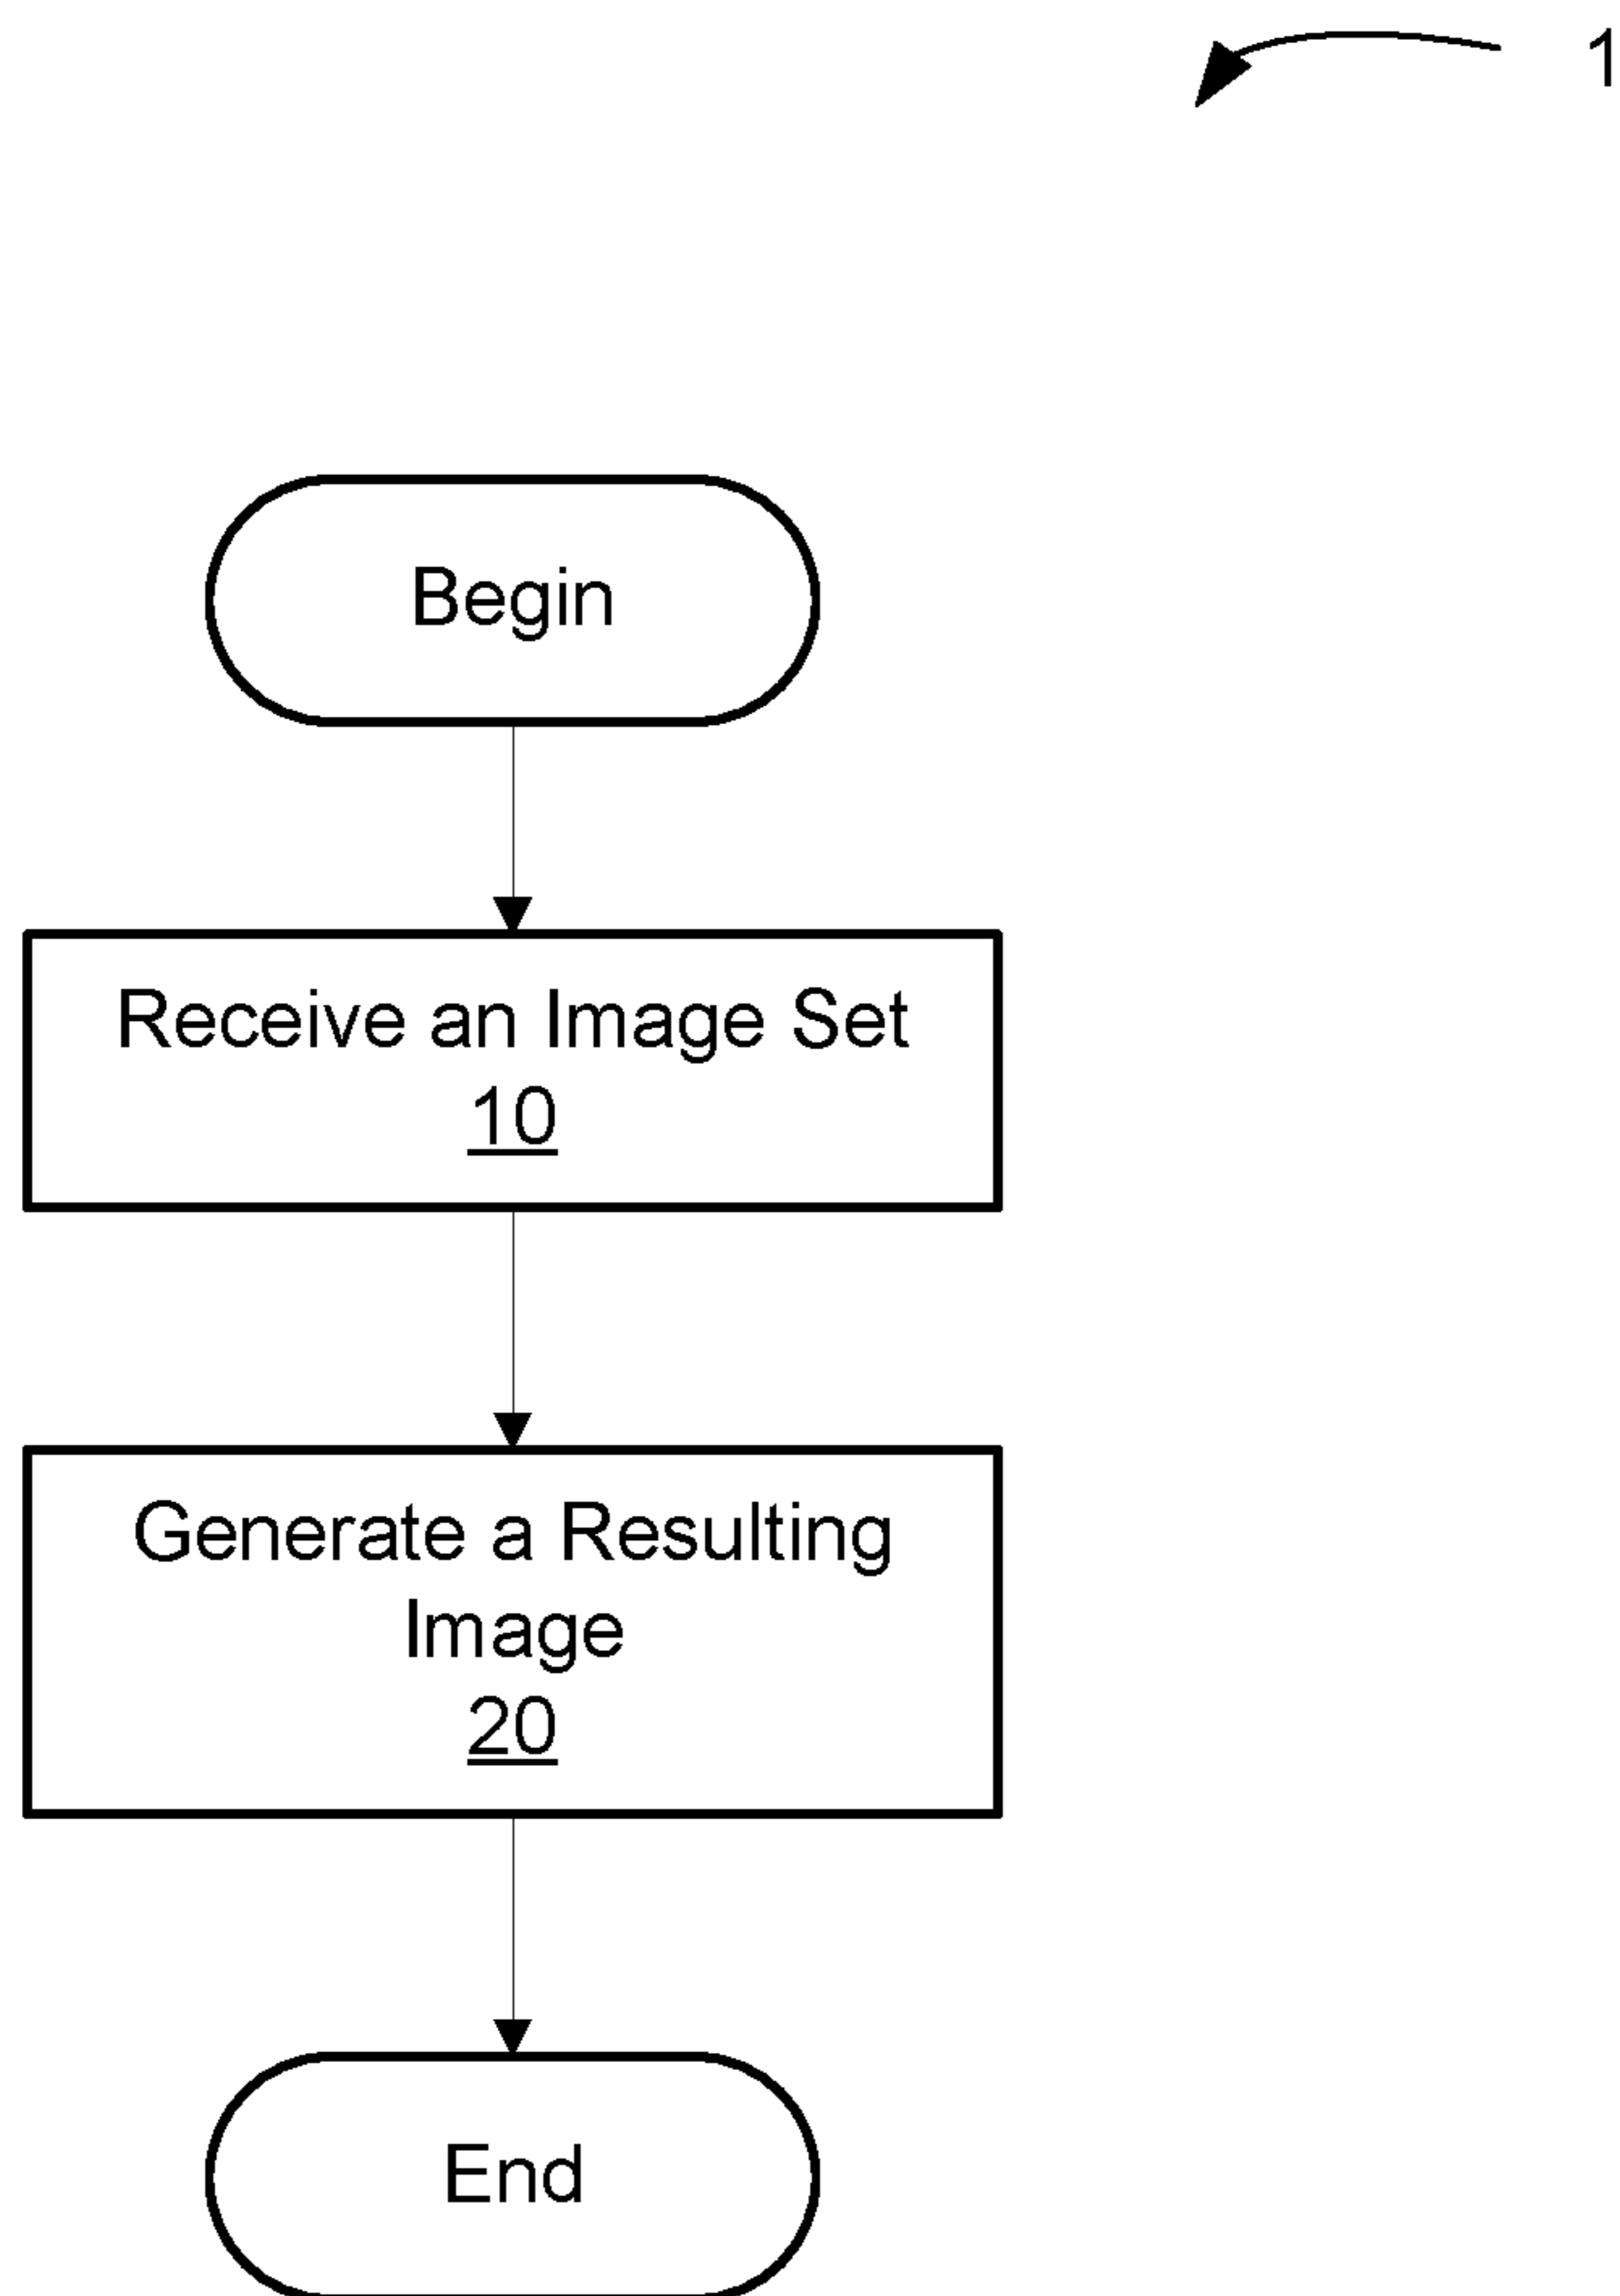 1
Begin
Receive an Image Set
10
Generate a Resulting
Image
20
End